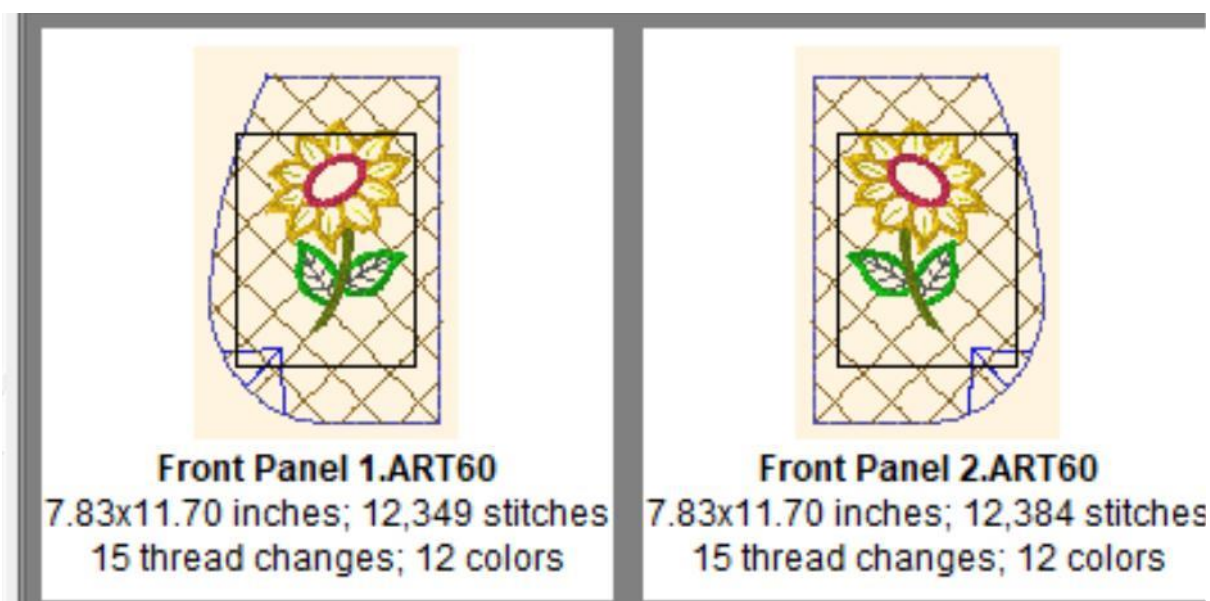 Front Panel 1.ART60
7.83x11.70 inches; 12,349 stitches
15 thread changes; 12 colors
Front Panel 2.ART60
7.83x11.70 inches; 12,384 stitches
15 thread changes; 12 colors